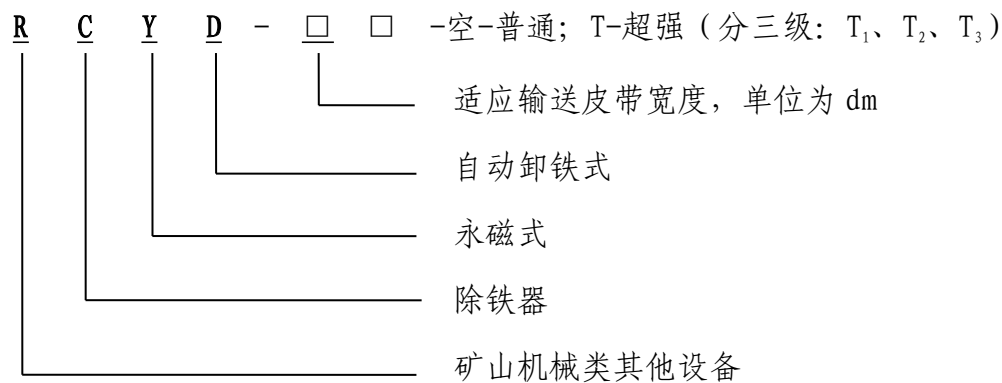 R C Y D - □ □ -空-普通；T-超强（分三级：T₁、T₂、T₃）
适应输送皮带宽度，单位为 dm
自动卸铁式
永磁式
除铁器
矿山机械类其他设备